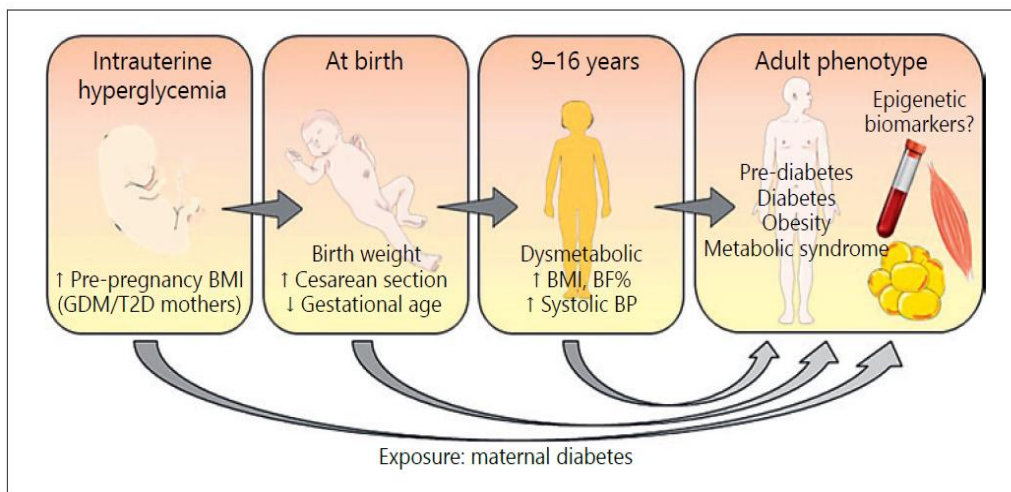 Intrauterine
hyperglycemia
↑ Pre-pregnancy BMI
(GDM/T2D mothers)
At birth
Birth weight
↑ Cesarean section
↓ Gestational age
9–16 years
Dysmetabolic
↑ BMI, BF%
↑ Systolic BP
Adult phenotype
Epigenetic
biomarkers?
Pre-diabetes
Diabetes
Obesity
Metabolic syndrome
Exposure: maternal diabetes